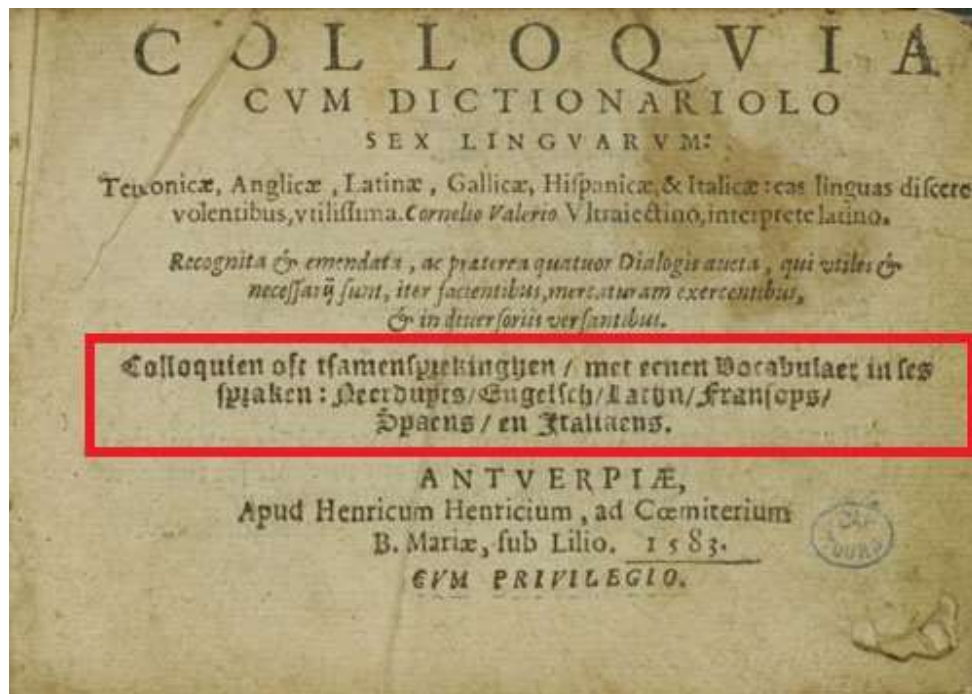 COLLOQVIA
CVM DICTIONARIOLO
SEX LINGVARVM:
Teutonicæ, Anglicæ, Latinæ, Gallicæ, Hiſpanicæ, & Italicæ: eas linguas diſcere
volentibus, vtiliſſima. Cornelio Valerio Vltraiectino, interprete latino.
Recognita & emendata, ac præterea quatuor Dialogis aucta, qui vtiles &
neceſſarij ſunt, iter facientibus, mercaturam exercentibus,
& in diuerſoriis verſantibus.
Colloquien oft tſamenſprekinghen / met eenen Vocabulaer in ſes
ſpraken: Neerduyts/Engelſch/Latijn/Franſoys/
Spaens / en Italiaens.
ANTVERPIÆ,
Apud Henricum Henricium, ad Cœmiterium
B. Mariæ, ſub Lilio. 1583.
CVM PRIVILEGIO.